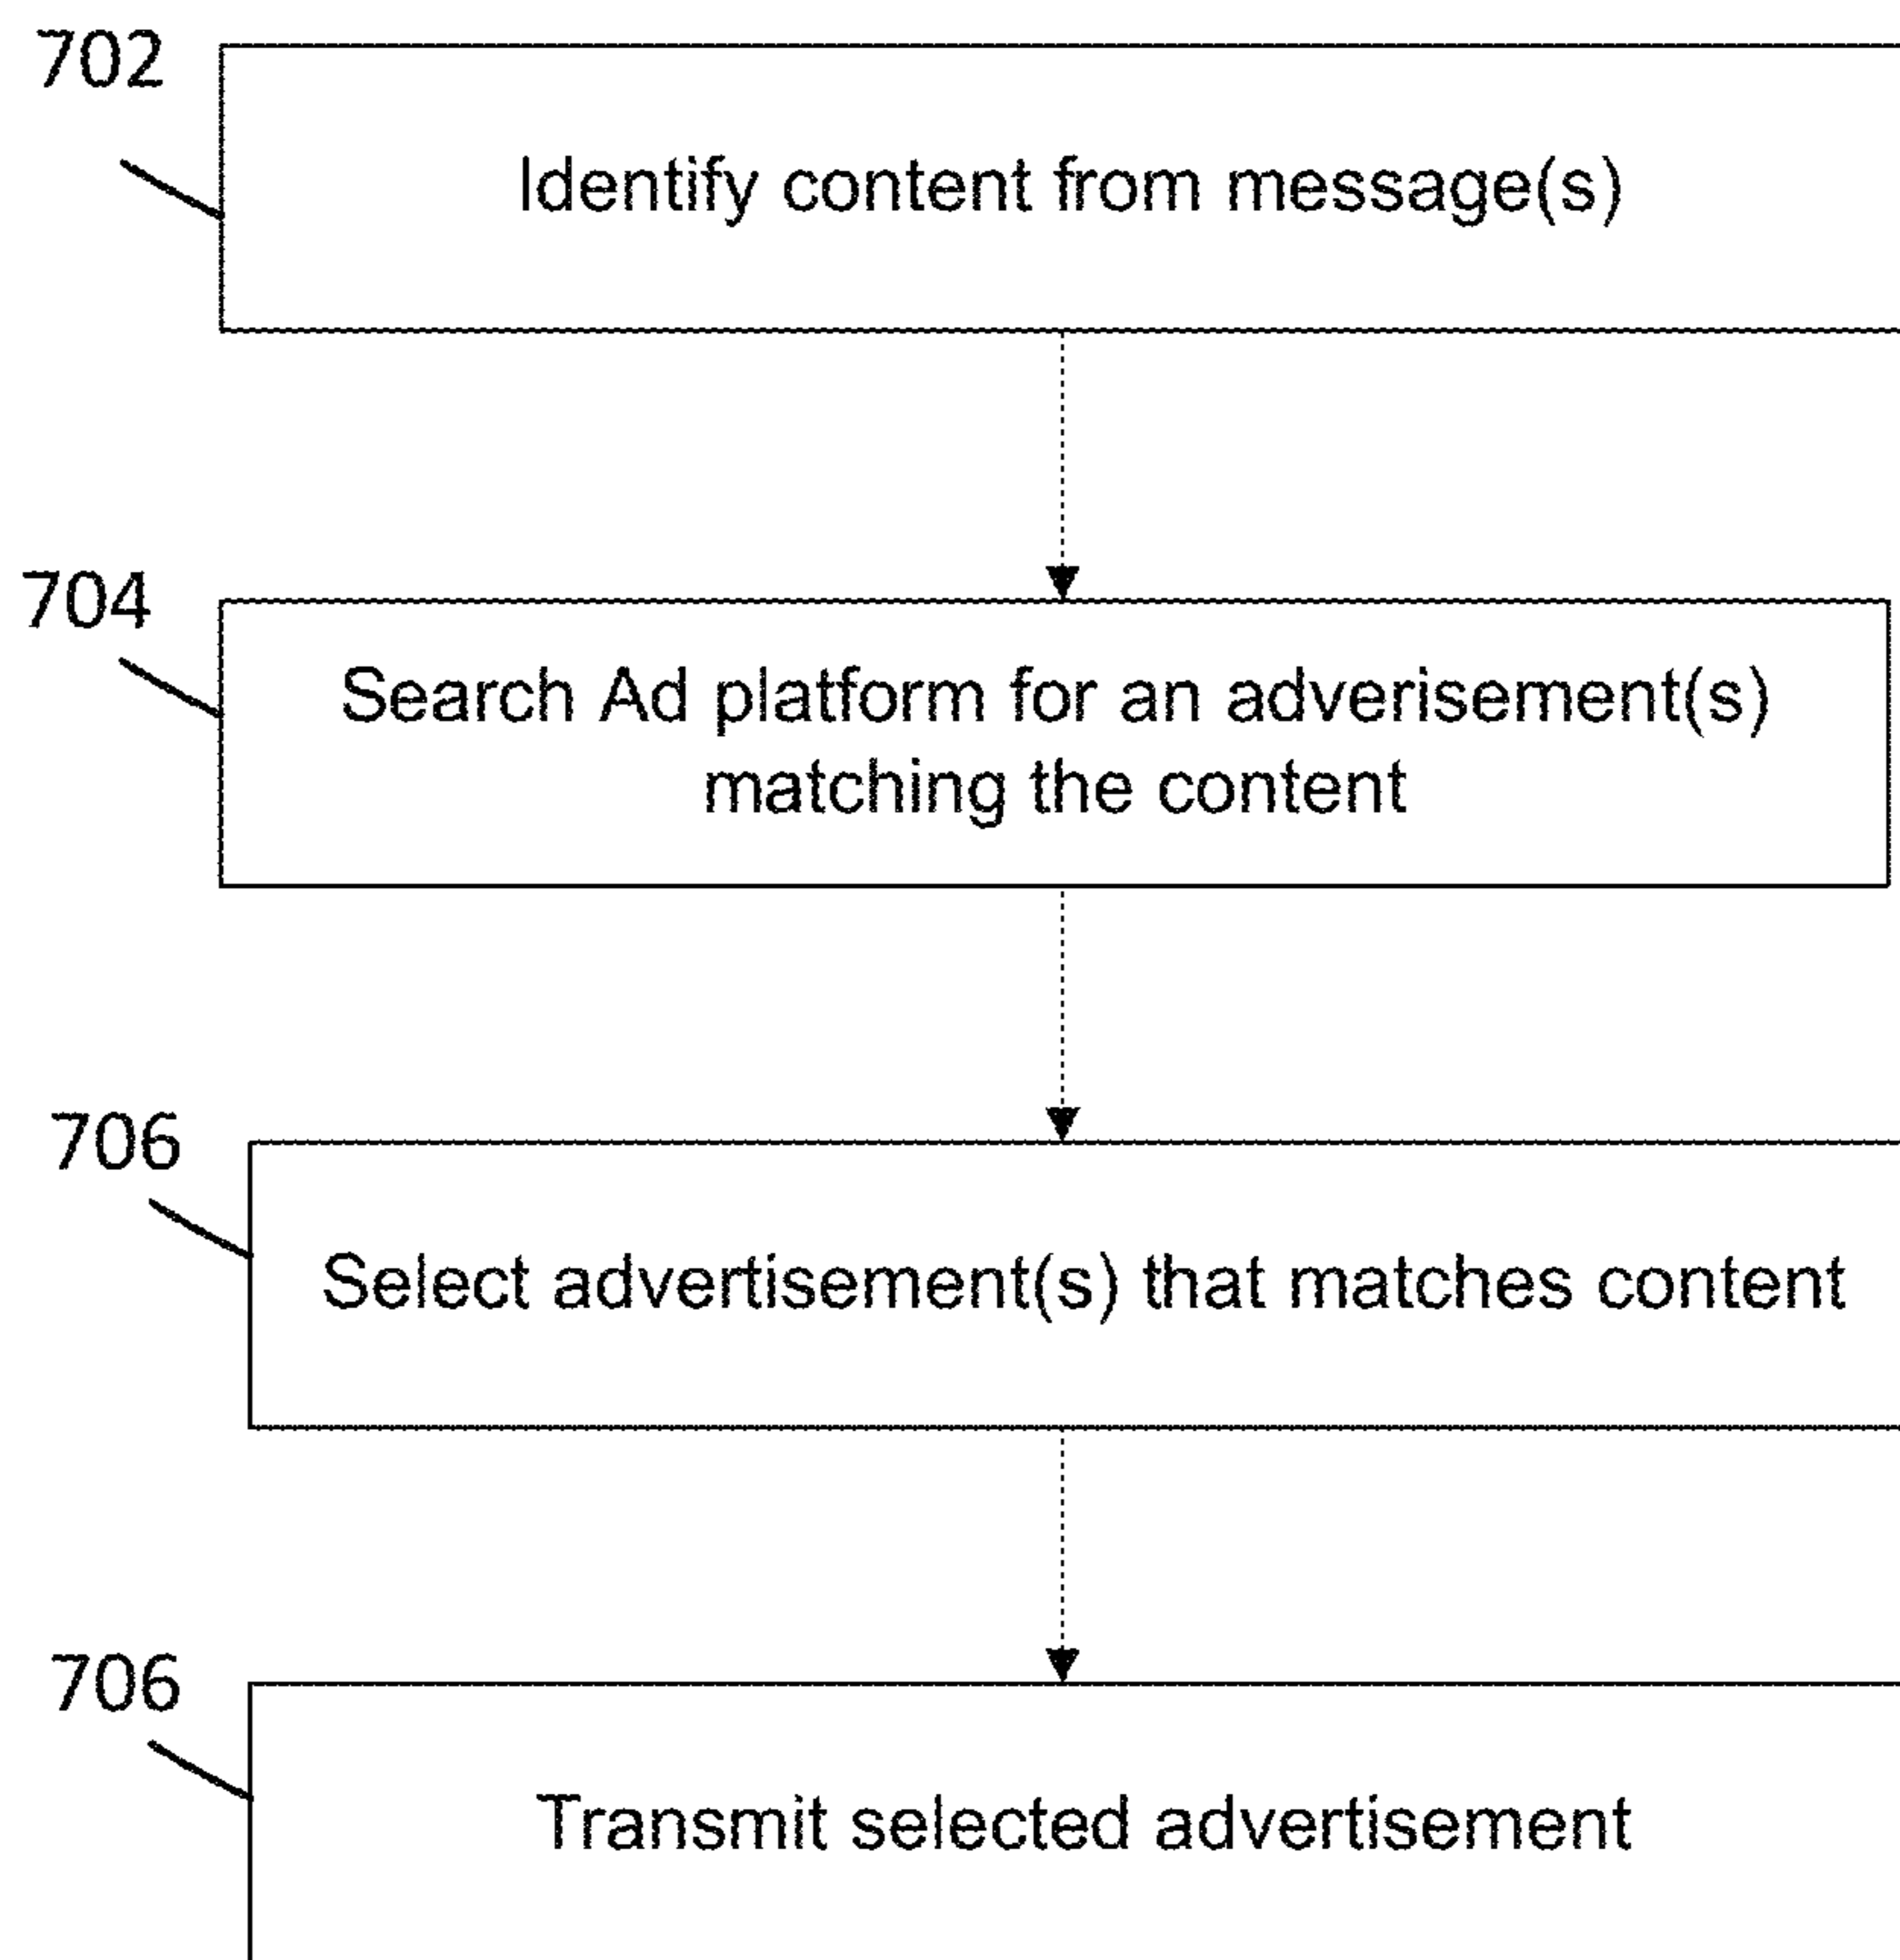 702
Identify content from message(s)
704
Search Ad platform for an adverisement(s)
matching the content
706
Select advertisement(s) that matches content
706
Transmit selected advertisement